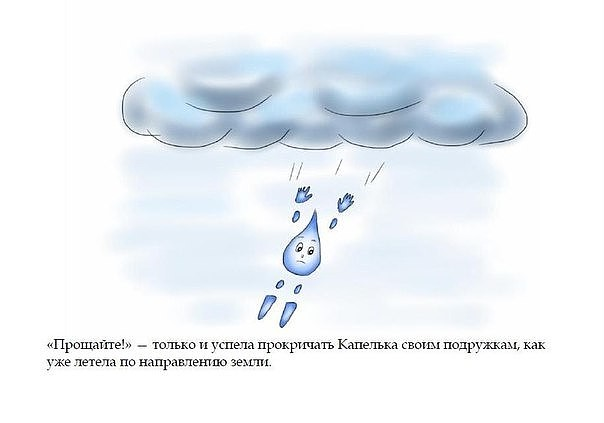 «Прощайте!» — только и успела прокричать Капелька своим подружкам, как
уже летела по направлению земли.